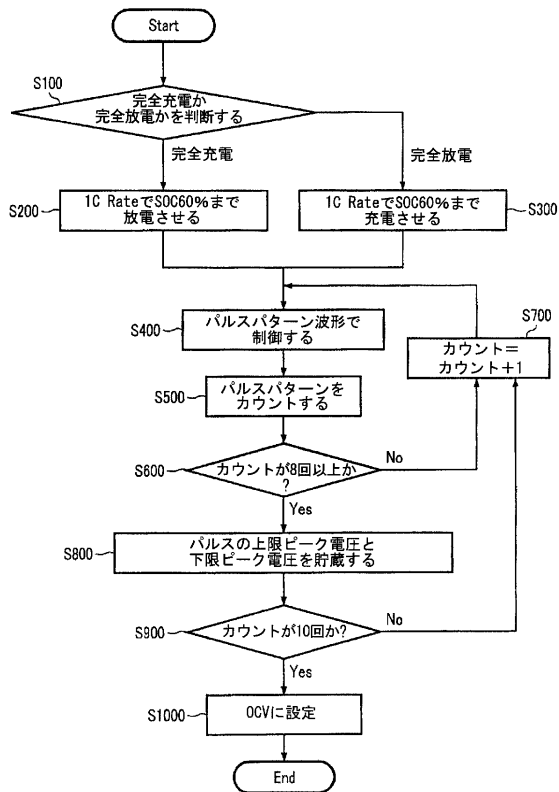 Start
S100
完全充電か
完全放電かを判断する
完全充電
完全放電
S200
1C RateでSOC60%まで
放電させる
1C RateでSOC60%まで
充電させる
S300
S400
パルスパターン波形で
制御する
S700
カウント=
カウント+1
S500
パルスパターンを
カウントする
S600
カウントが8回以上か
?
No
Yes
S800
パルスの上限ピーク電圧と
下限ピーク電圧を貯蔵する
S900
カウントが10回か?
No
Yes
S1000
OCVに設定
End